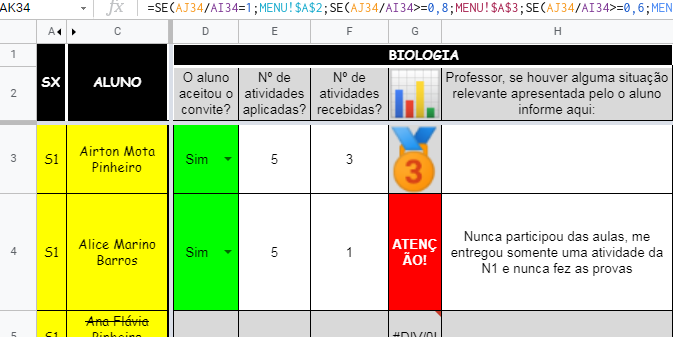 AK34 fx =SE(AJ34/AI34=1;MENU!$A$2;SE(AJ34/AI34>=0,8;MENU!$A$3;SE(AJ34/AI34>=0,6;MEN
A C D E F G H
1 BIOLOGIA
2 SX ALUNO O aluno aceitou o convite? Nº de atividades aplicadas? Nº de atividades recebidas? Professor, se houver alguma situação relevante apresentada pelo o aluno informe aqui:
3 S1 Airton Mota Pinheiro Sim 5 3 3
4 S1 Alice Marino Barros Sim 5 1 ATENÇÃO! Nunca participou das aulas, me entregou somente uma atividade da N1 e nunca fez as provas
5 S1 Ana Flávia Pinheiro #DIV/0!